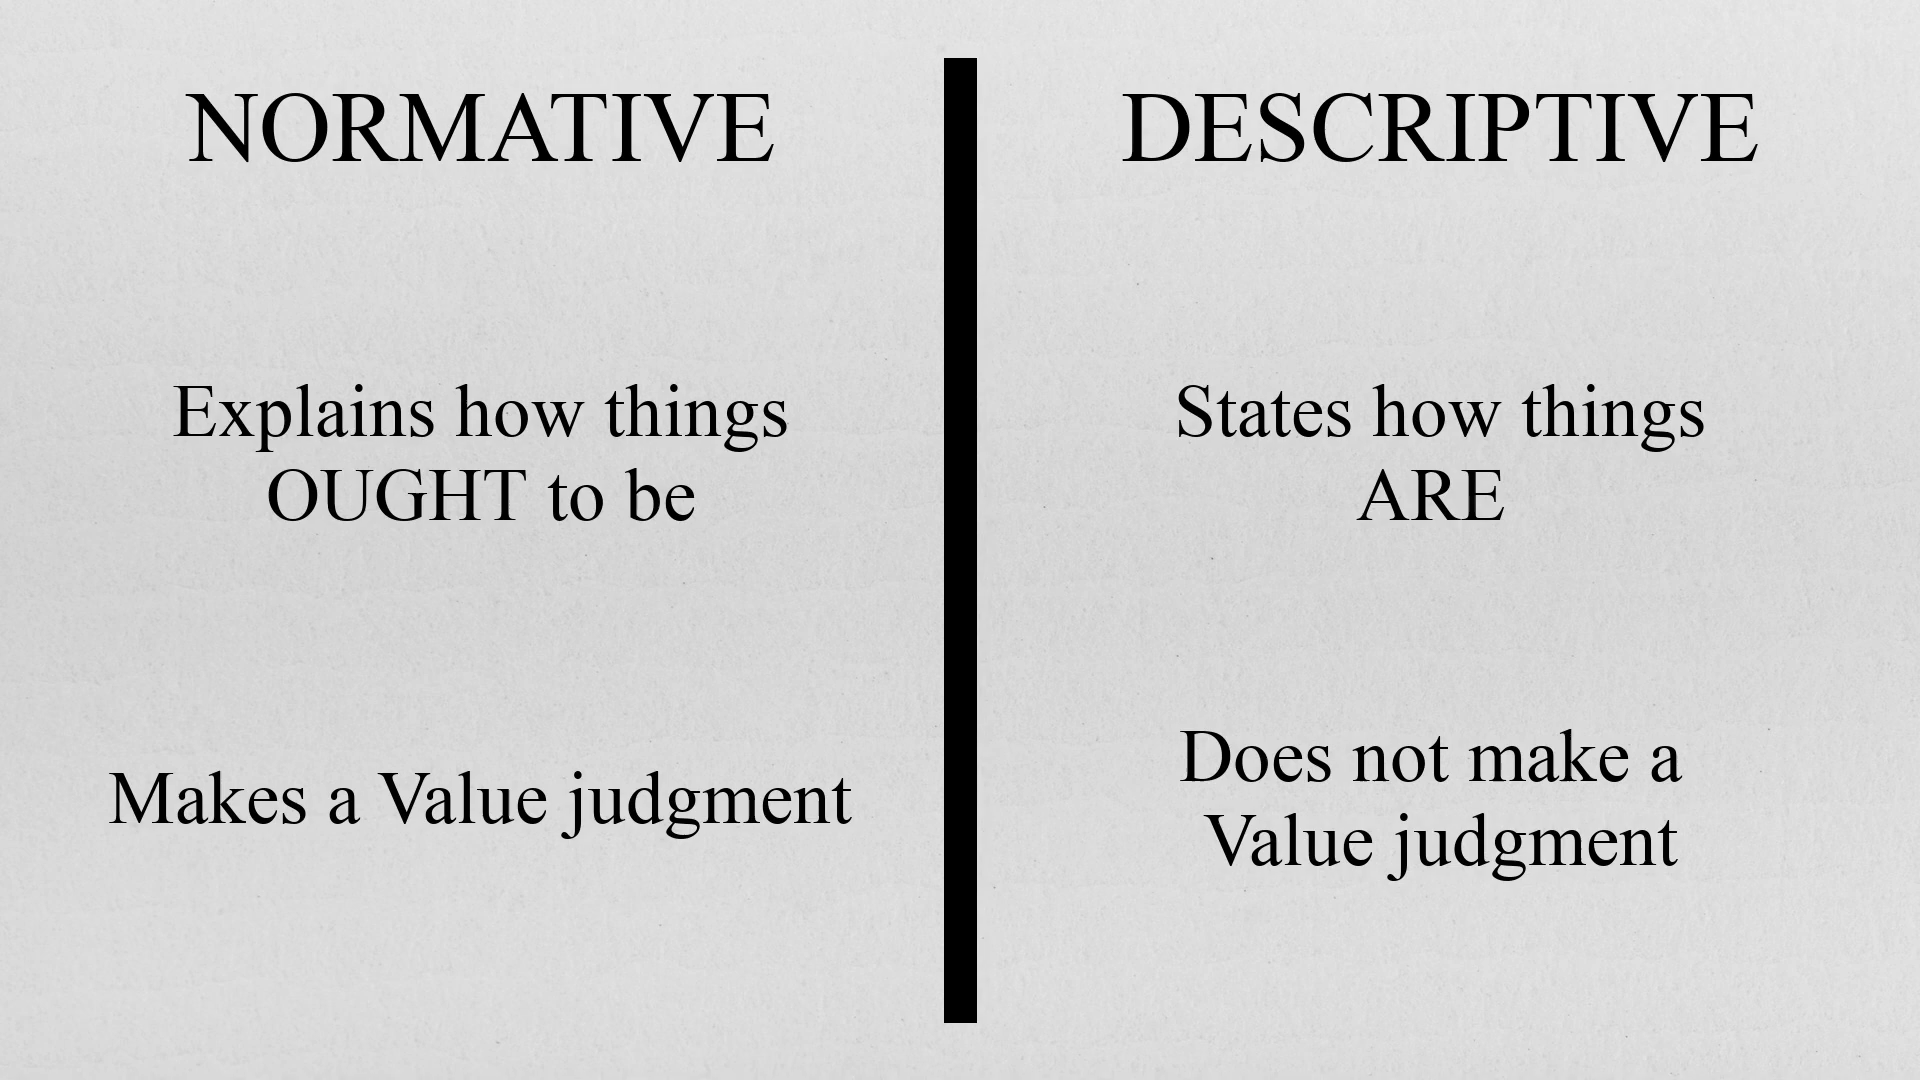 NORMATIVE
Explains how things
OUGHT to be
Makes a Value judgment
DESCRIPTIVE
States how things
ARE
Does not make a
Value judgment